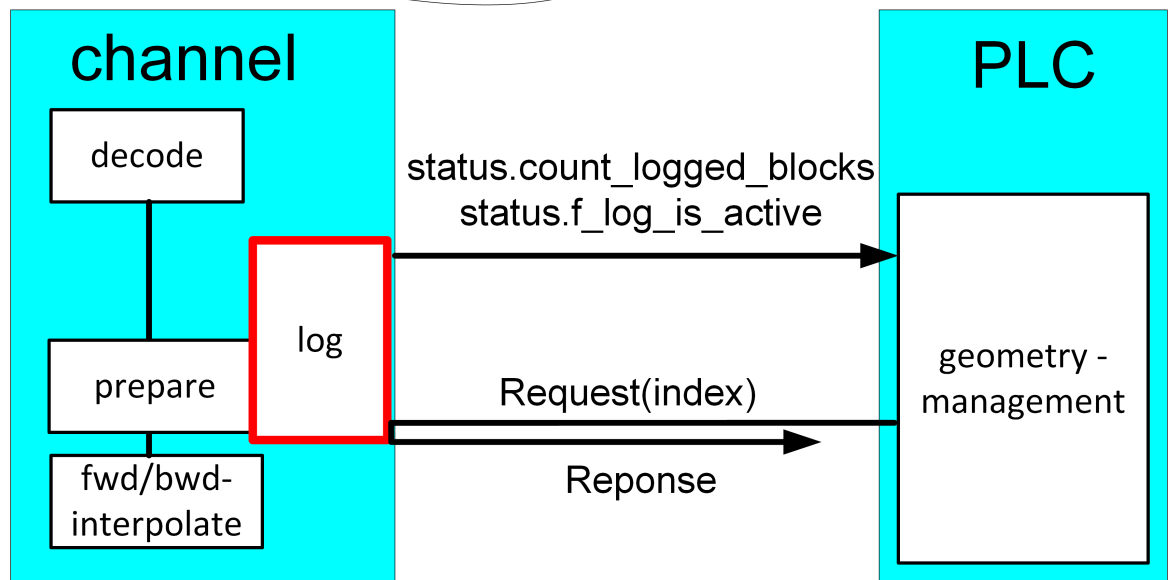 channel
PLC
decode
status.count_logged_blocks
status.f_log_is_active
log
prepare
Request(index)
geometry -
management
fwd/bwd-
interpolate
Reponse